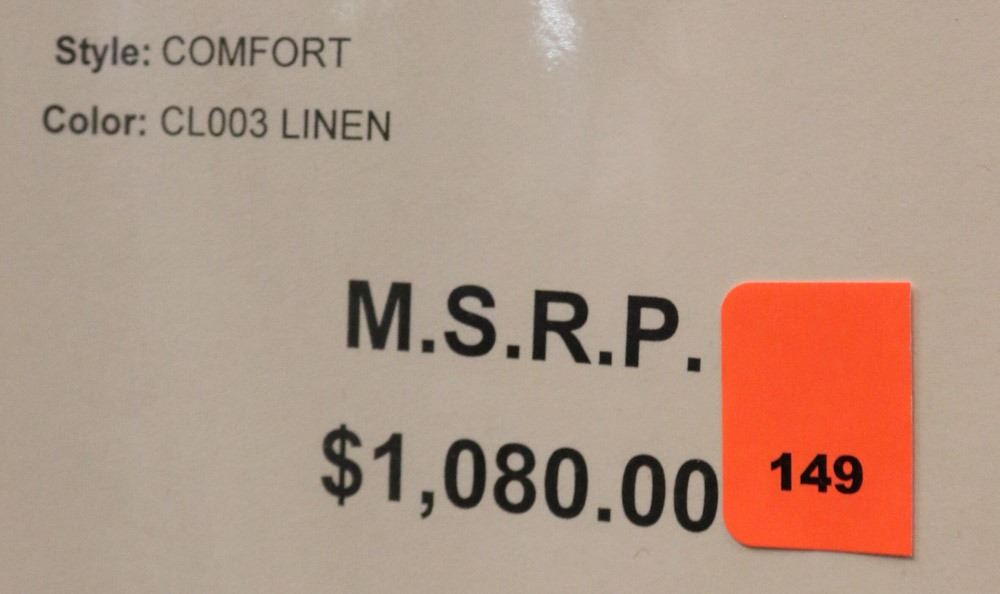 Style: COMFORT
Color: CL003 LINEN
M.S.R.P.
$1,080.00
149